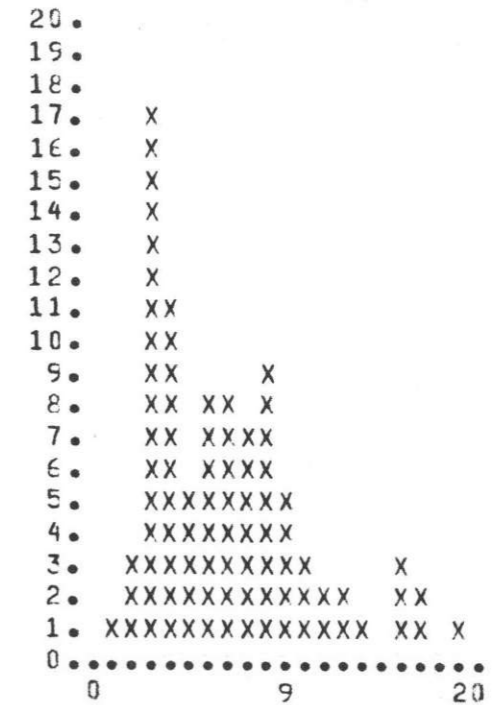 20.
19.
18.
17. X
16. X
15. X
14. X
13. X
12. X
11. XX
10. XX
9. XX X
8. XX XX X
7. XX XXXX
6. XX XXXX
5. XXXXXXXX
4. XXXXXXXX
3. XXXXXXXXXX X
2. XXXXXXXXXXXX XX
1. XXXXXXXXXXXXXX XX X
0......................
0 9 20